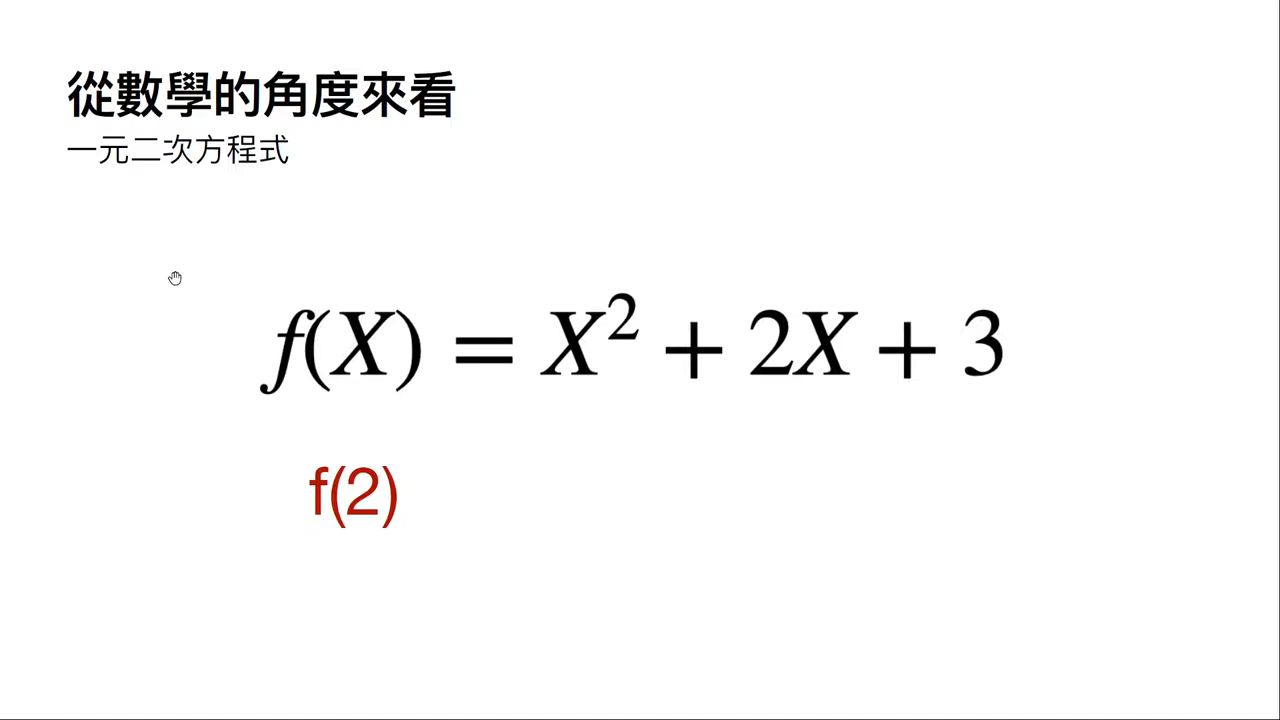 從數學的角度來看
一元二次方程式
f(X) = X² + 2X + 3
f(2)